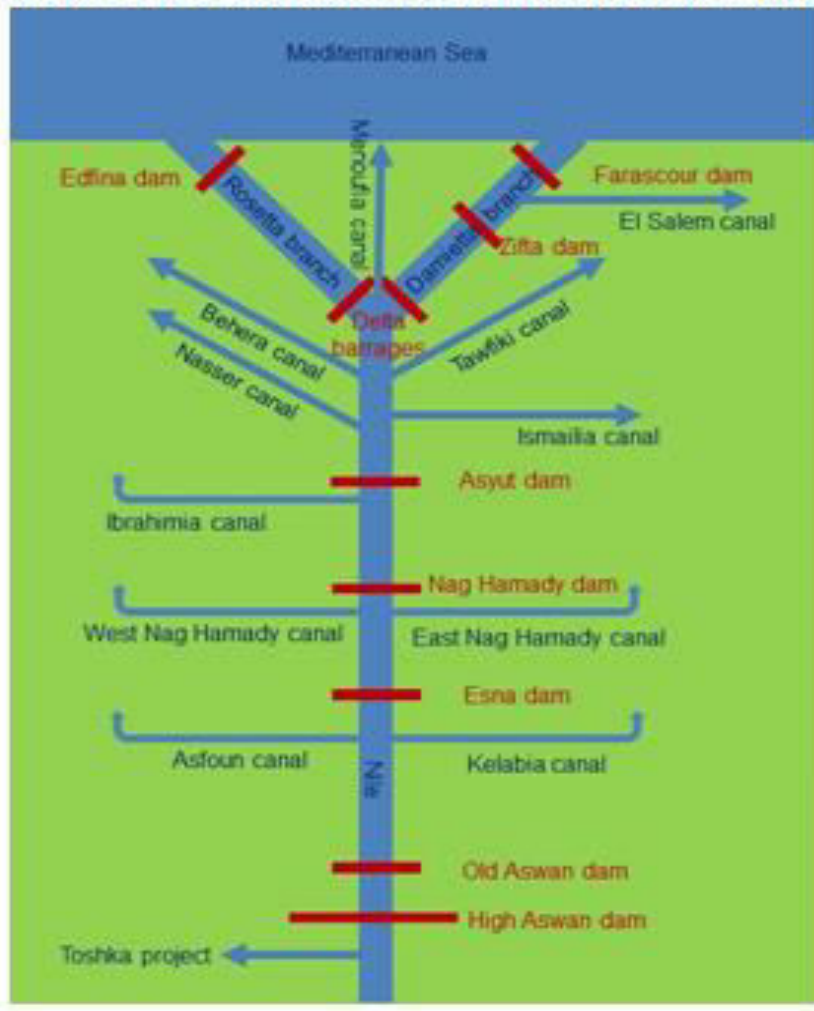 Mediterranean Sea
Edfina dam
Rosetta branch
Menoufia canal
Damietta branch
Farascour dam
El Salem canal
Zifta dam
Delta
barrages
Behera canal
Nasser canal
Tawfiki canal
Ismailia canal
Asyut dam
Ibrahimia canal
Nag Hamady dam
West Nag Hamady canal
East Nag Hamady canal
Esna dam
Asfoun canal
Kelabia canal
Old Aswan dam
High Aswan dam
Toshka project